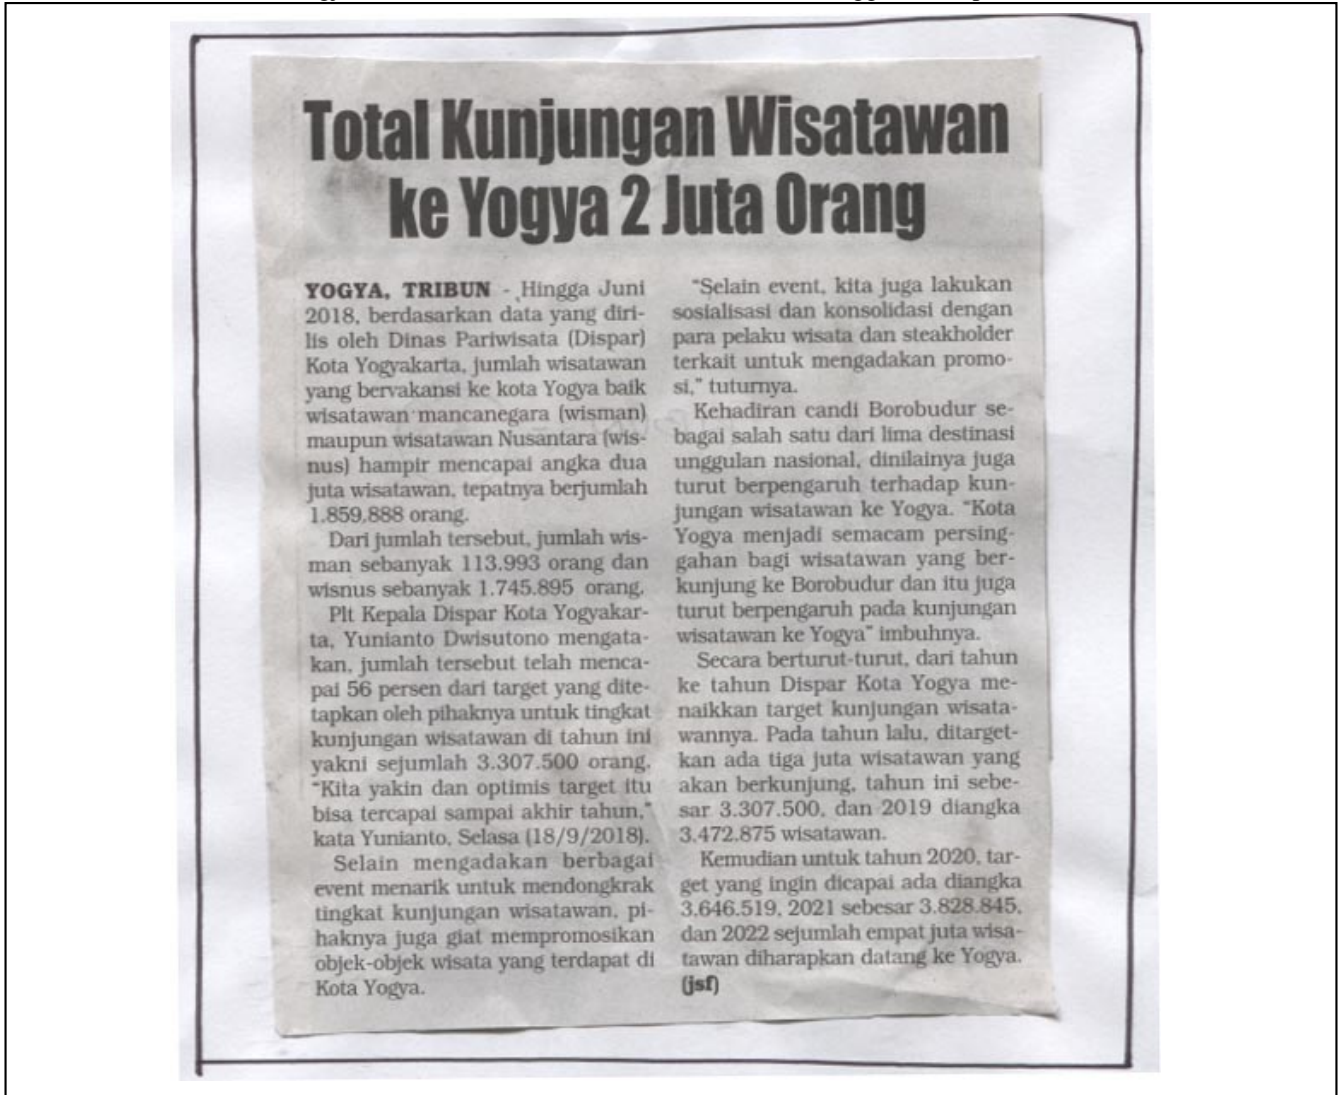 Total Kunjungan Wisatawan
ke Yogya 2 Juta Orang
YOGYA, TRIBUN - Hingga Juni
2018, berdasarkan data yang diri-
lis oleh Dinas Pariwisata (Dispar)
Kota Yogyakarta, jumlah wisatawan
yang bervakansi ke kota Yogya baik
wisatawan mancanegara (wisman)
maupun wisatawan Nusantara (wis-
nus) hampir mencapai angka dua
juta wisatawan, tepatnya berjumlah
1.859.888 orang.
Dari jumlah tersebut, jumlah wis-
man sebanyak 113.993 orang dan
wisnus sebanyak 1.745.895 orang.
Plt Kepala Dispar Kota Yogyakar-
ta, Yunianto Dwisutono mengata-
kan, jumlah tersebut telah menca-
pai 56 persen dari target yang dite-
tapkan oleh pihaknya untuk tingkat
kunjungan wisatawan di tahun ini
yakni sejumlah 3.307.500 orang.
"Kita yakin dan optimis target itu
bisa tercapai sampai akhir tahun,"
kata Yunianto, Selasa (18/9/2018).
Selain mengadakan berbagai
event menarik untuk mendongkrak
tingkat kunjungan wisatawan, pi-
haknya juga giat mempromosikan
objek-objek wisata yang terdapat di
Kota Yogya.
"Selain event, kita juga lakukan
sosialisasi dan konsolidasi dengan
para pelaku wisata dan steakholder
terkait untuk mengadakan promo-
si," tuturnya.
Kehadiran candi Borobudur se-
bagai salah satu dari lima destinasi
unggulan nasional, dinilainya juga
turut berpengaruh terhadap kun-
jungan wisatawan ke Yogya. "Kota
Yogya menjadi semacam persing-
gahan bagi wisatawan yang ber-
kunjung ke Borobudur dan itu juga
turut berpengaruh pada kunjungan
wisatawan ke Yogya" imbuhnya.
Secara berturut-turut, dari tahun
ke tahun Dispar Kota Yogya me-
naikkan target kunjungan wisata-
wannya. Pada tahun lalu, ditarget-
kan ada tiga juta wisatawan yang
akan berkunjung, tahun ini sebe-
sar 3.307.500, dan 2019 diangka
3.472.875 wisatawan.
Kemudian untuk tahun 2020, tar-
get yang ingin dicapai ada diangka
3.646.519, 2021 sebesar 3.828.845,
dan 2022 sejumlah empat juta wisa-
tawan diharapkan datang ke Yogya.
(jsf)